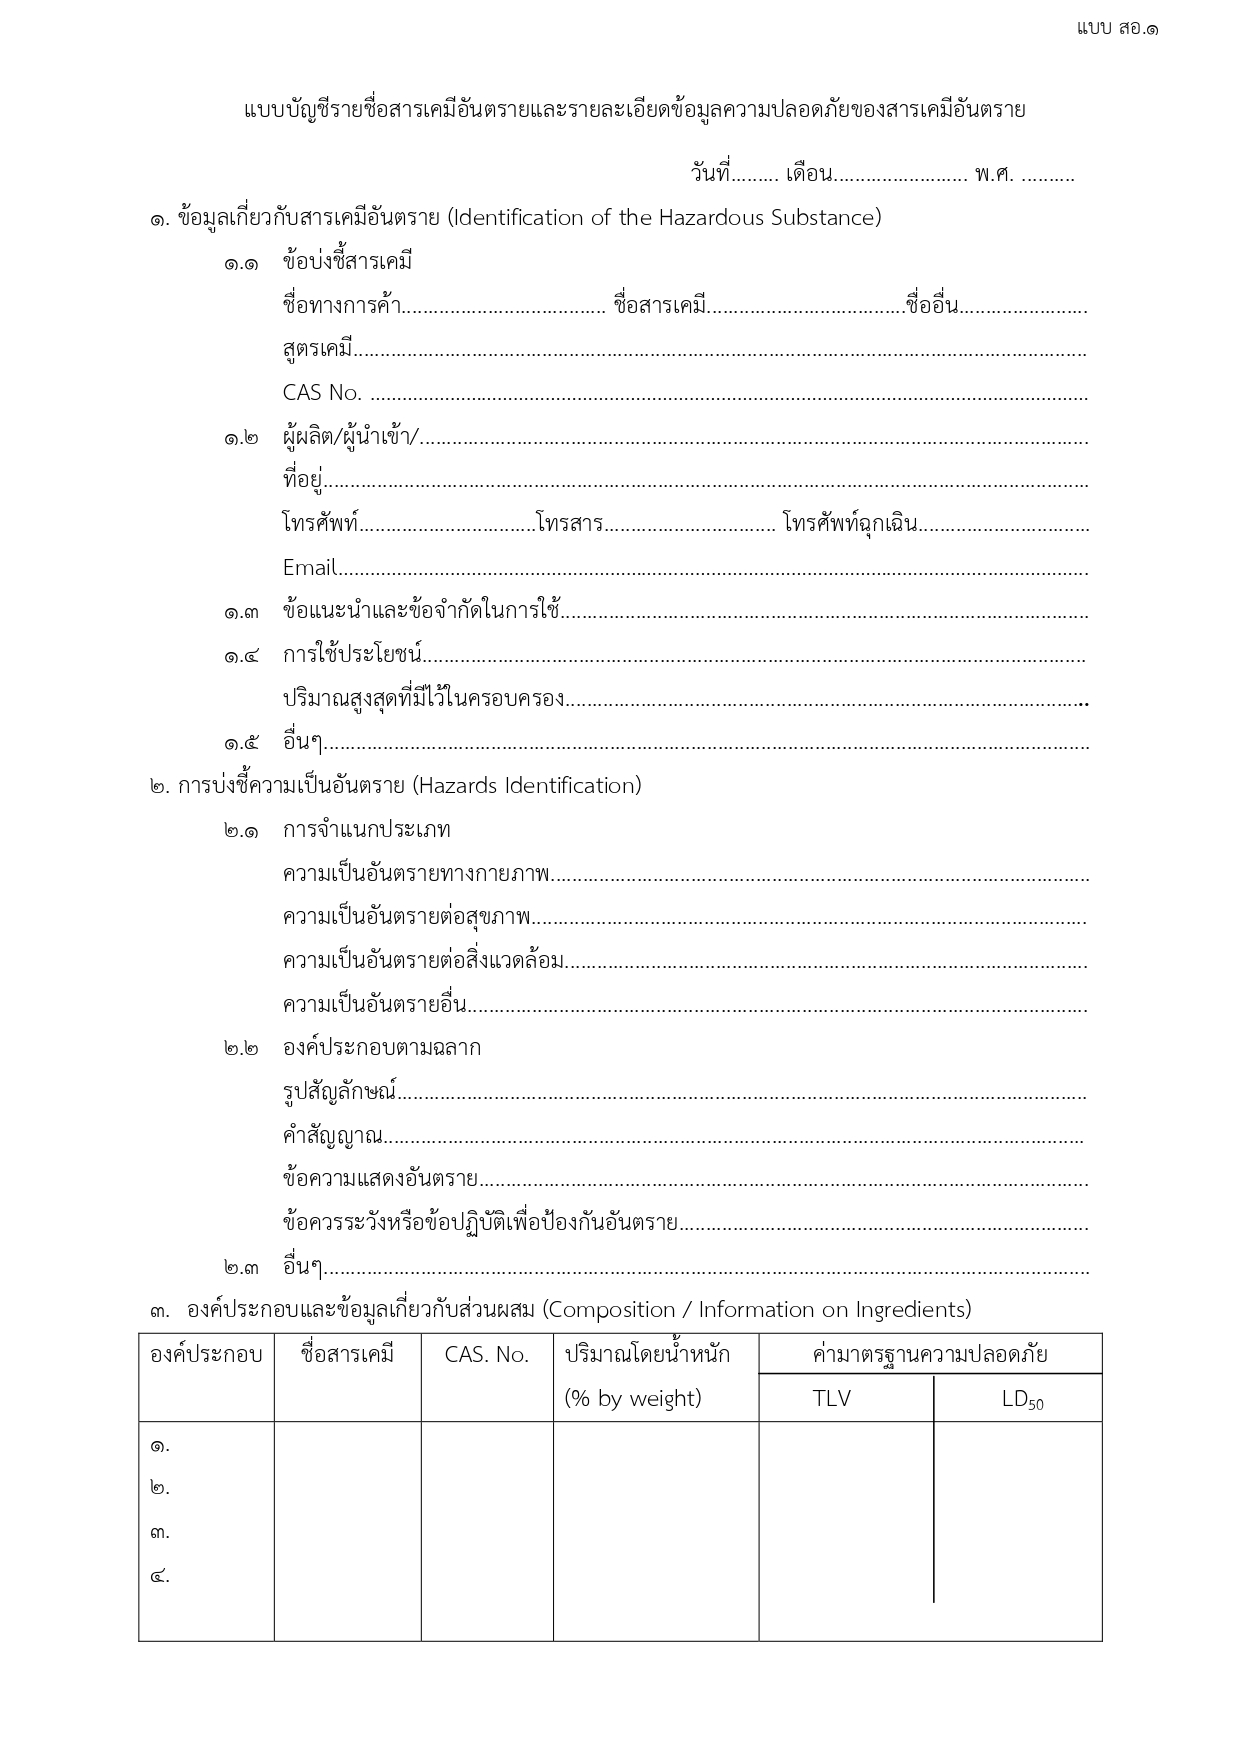 แบบ สอ.๑
แบบบัญชีรายชื่อสารเคมีอันตรายและรายละเอียดข้อมูลความปลอดภัยของสารเคมีอันตราย
วันที่......... เดือน......................... พ.ศ. ..........
๑. ข้อมูลเกี่ยวกับสารเคมีอันตราย (Identification of the Hazardous Substance)
๑.๑ ข้อบ่งชี้สารเคมี
ชื่อทางการค้า...................................... ชื่อสารเคมี.....................................ชื่ออื่น........................
สูตรเคมี........................................................................................................................................
CAS No. .....................................................................................................................................
๑.๒ ผู้ผลิต/ผู้นำเข้า/............................................................................................................................
ที่อยู่..............................................................................................................................................
โทรศัพท์.................................โทรสาร................................ โทรศัพท์ฉุกเฉิน................................
Email...........................................................................................................................................
๑.๓ ข้อแนะนำและข้อจำกัดในการใช้..................................................................................................
๑.๔ การใช้ประโยชน์...........................................................................................................................
ปริมาณสูงสุดที่มีไว้ในครอบครอง.................................................................................................
๑.๕ อื่นๆ..............................................................................................................................................
๒. การบ่งชี้ความเป็นอันตราย (Hazards Identification)
๒.๑ การจำแนกประเภท
ความเป็นอันตรายทางกายภาพ....................................................................................................
ความเป็นอันตรายต่อสุขภาพ.......................................................................................................
ความเป็นอันตรายต่อสิ่งแวดล้อม.................................................................................................
ความเป็นอันตรายอื่น...................................................................................................................
๒.๒ องค์ประกอบตามฉลาก
รูปสัญลักษณ์................................................................................................................................
คำสัญญาณ..................................................................................................................................
ข้อความแสดงอันตราย.................................................................................................................
ข้อควรระวังหรือข้อปฏิบัติเพื่อป้องกันอันตราย............................................................................
๒.๓ อื่นๆ..............................................................................................................................................
๓. องค์ประกอบและข้อมูลเกี่ยวกับส่วนผสม (Composition / Information on Ingredients)
องค์ประกอบ ชื่อสารเคมี CAS. No. ปริมาณโดยน้ำหนัก ค่ามาตรฐานความปลอดภัย
(% by weight) TLV LD50
๑.
๒.
๓.
๔.